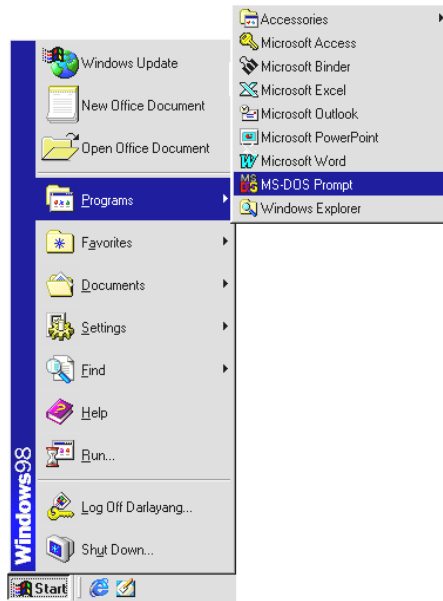 Accessories
Microsoft Access
Microsoft Binder
Microsoft Excel
Microsoft Outlook
Microsoft PowerPoint
Microsoft Word
MS-DOS Prompt
Windows Explorer
Windows Update
New Office Document
Open Office Document
Programs
Favorites
Documents
Settings
Find
Help
Run...
Log Off Darlayang...
Shut Down...
Windows98
Start